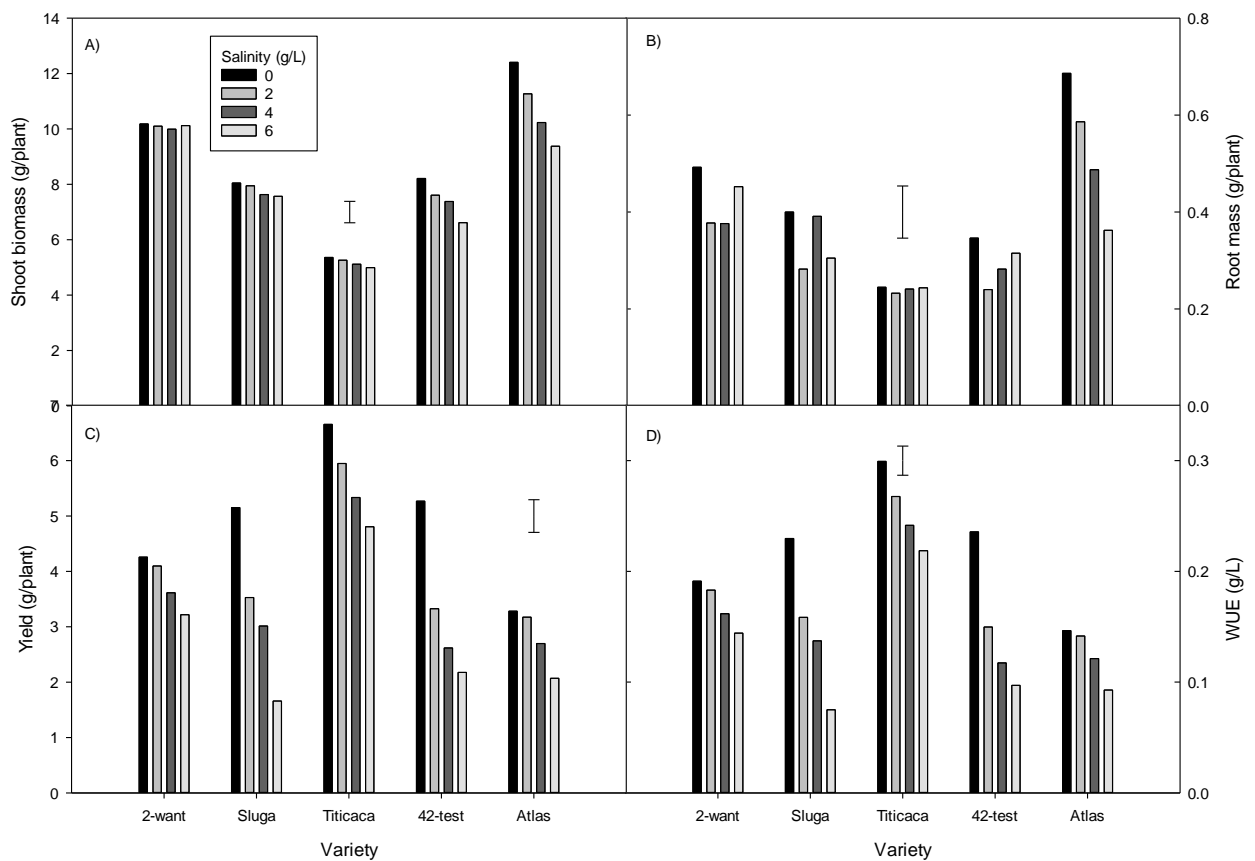 A)
Salinity (g/L)
0
2
4
6
Shoot biomass (g/plant)
14
12
10
8
6
4
2
0
B)
Root mass (g/plant)
0.8
0.6
0.4
0.2
0.0
C)
Yield (g/plant)
7
6
5
4
3
2
1
0
2-want Sluga Titicaca 42-test Atlas
Variety
D)
WUE (g/L)
0.3
0.2
0.1
0.0
2-want Sluga Titicaca 42-test Atlas
Variety